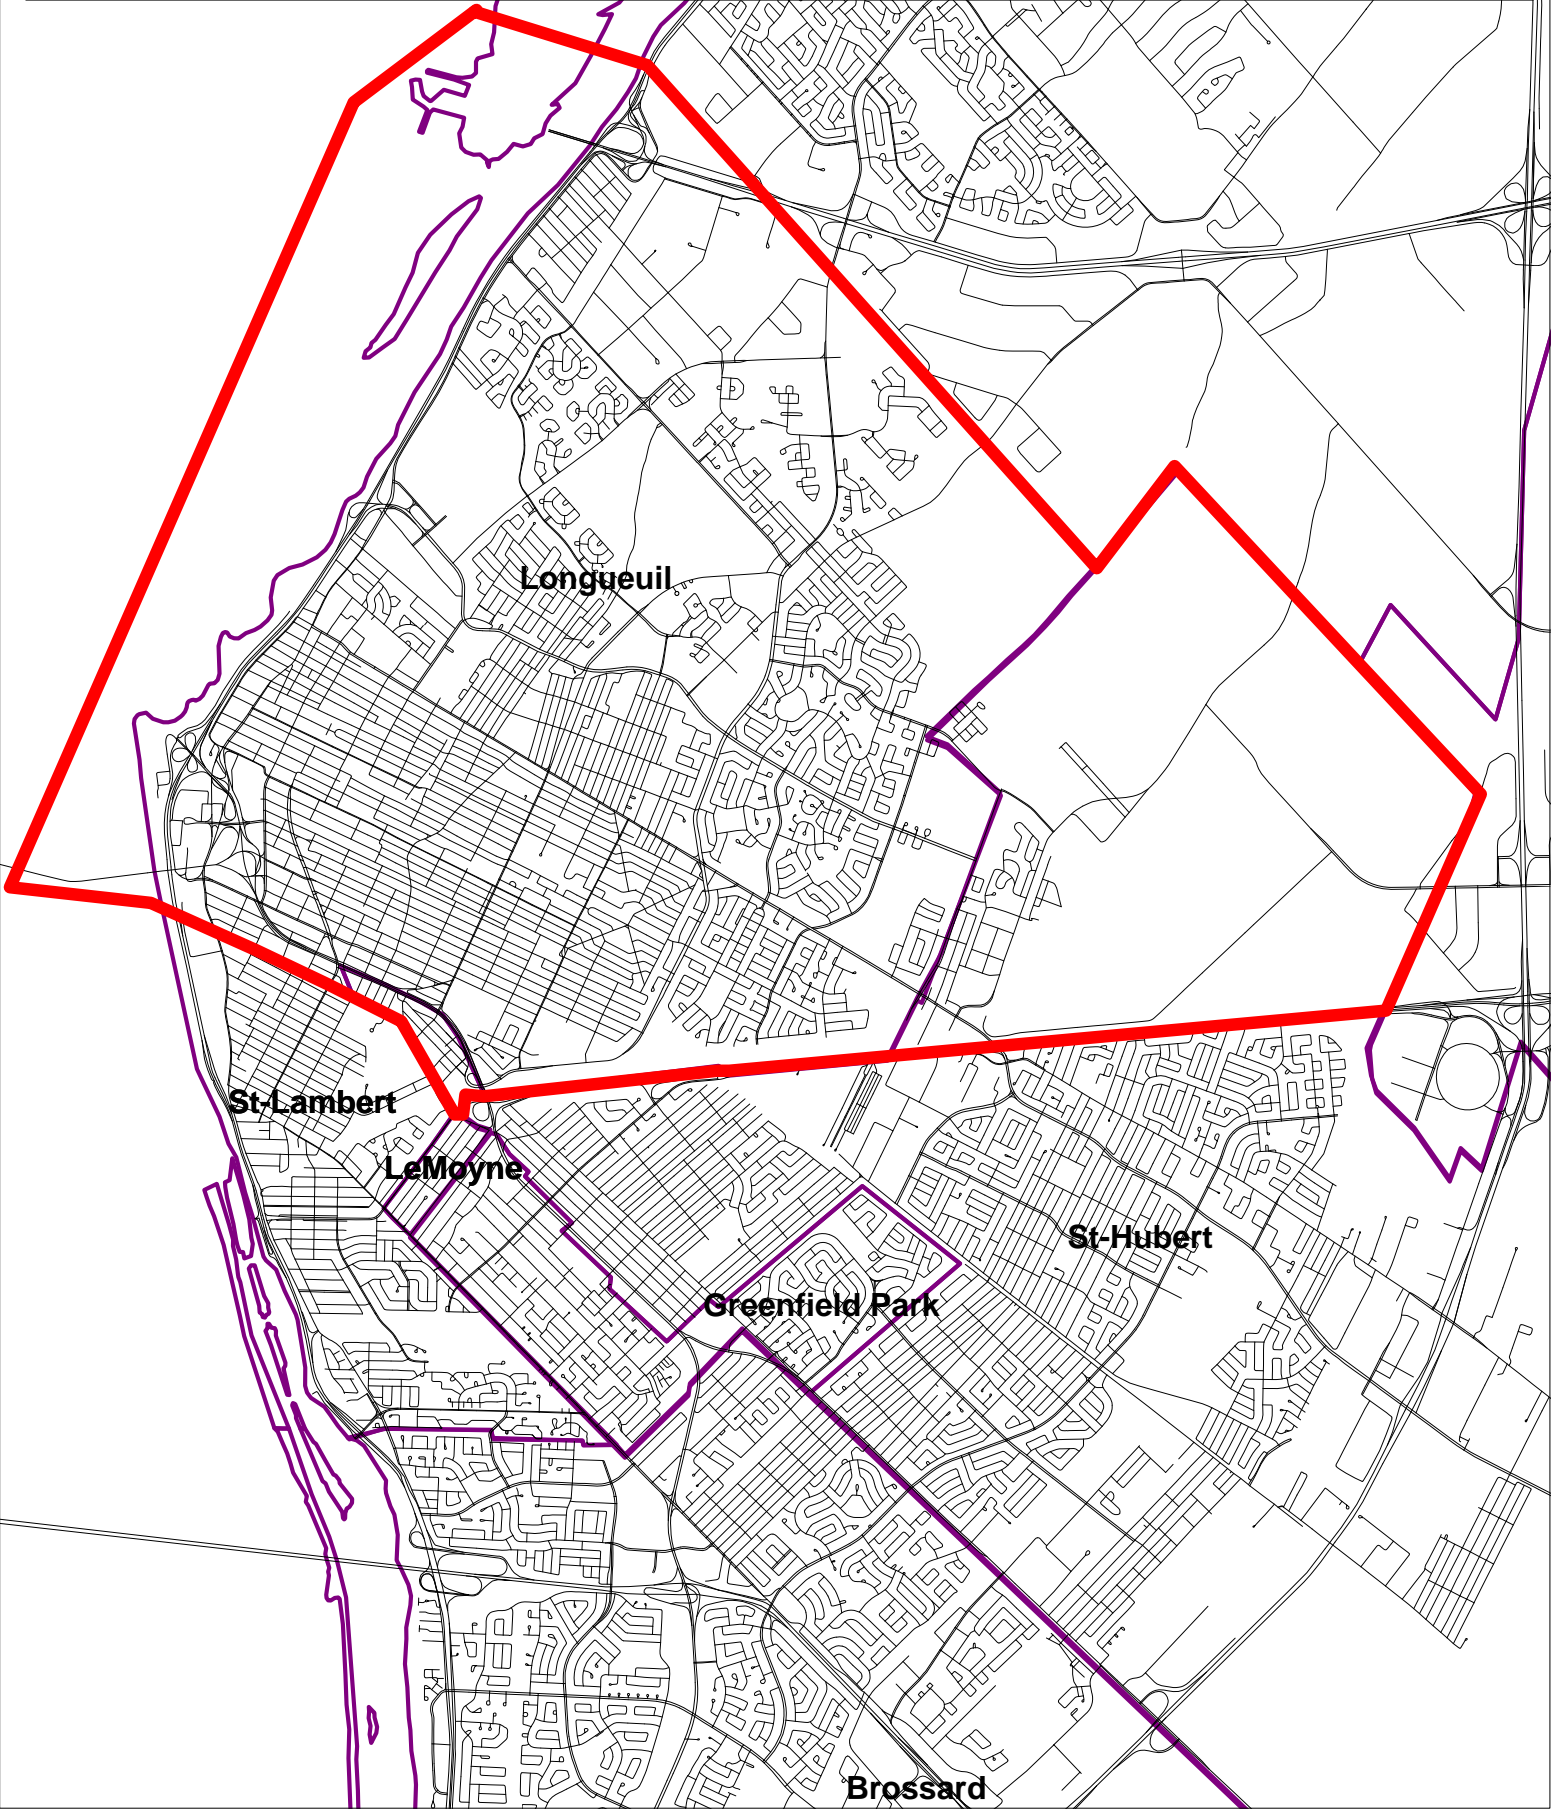 Longueuil
St-Lambert
LeMoyne
St-Hubert
Greenfield Park
Brossard